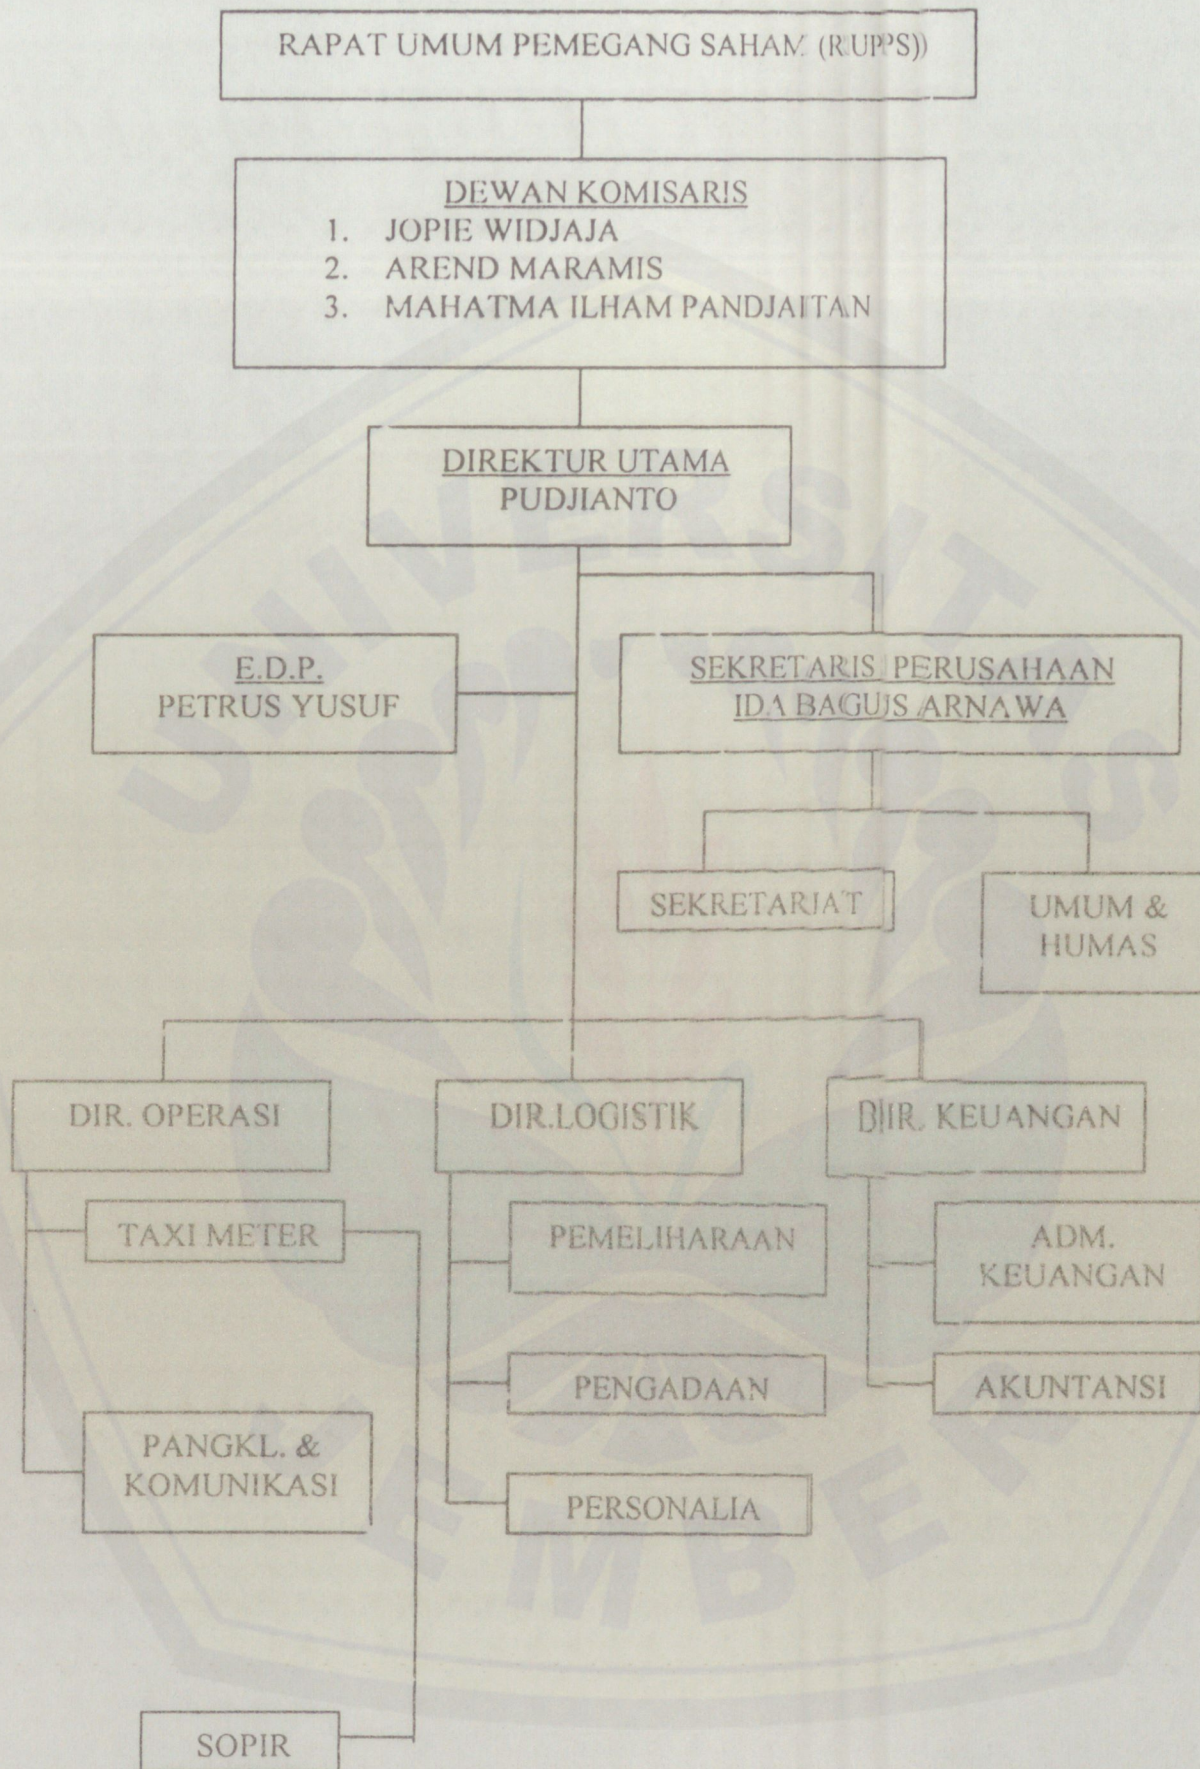 RAPAT UMUM PEMEGANG SAHAM (RUPS)
DEWAN KOMISARIS
1. JOPIE WIDJAJA
2. AREND MARAMIS
3. MAHATMA ILHAM PANDJAITAN
DIREKTUR UTAMA
PUDJIANTO
E.D.P.
PETRUS YUSUF
SEKRETARIS PERUSAHAAN
IDA BAGUS ARNAWA
SEKRETARIAT
UMUM &
HUMAS
DIR. OPERASI
DIR.LOGISTIK
DIR. KEUANGAN
TAXI METER
PEMELIHARAAN
ADM.
KEUANGAN
PENGADAAN
AKUNTANSI
PANGKL. &
KOMUNIKASI
PERSONALIA
SOPIR
UNIVERSITAS
JEMBER